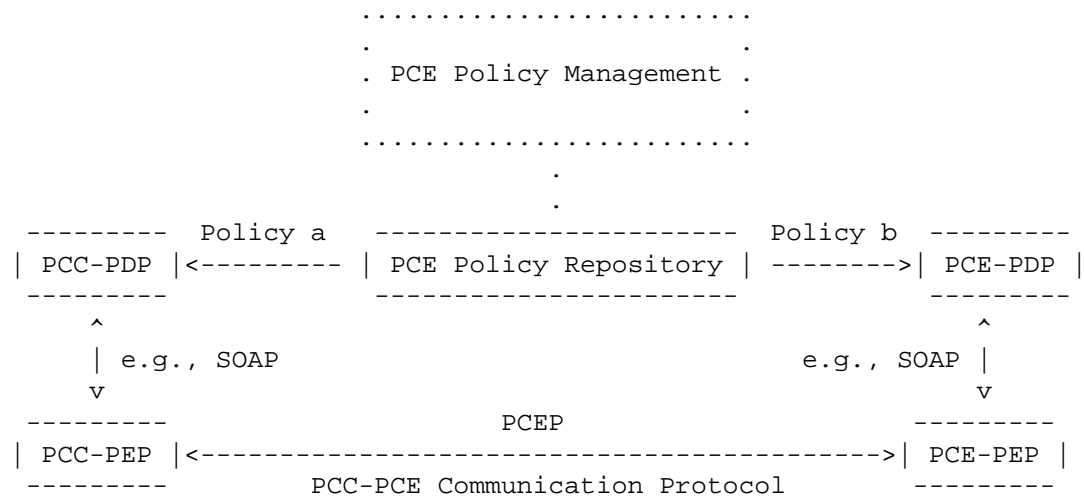 PCE Policy Management
Policy a Policy b
PCC-PDP PCE Policy Repository PCE-PDP
e.g., SOAP e.g., SOAP
PCEP
PCC-PEP PCE-PEP
PCC-PCE Communication Protocol